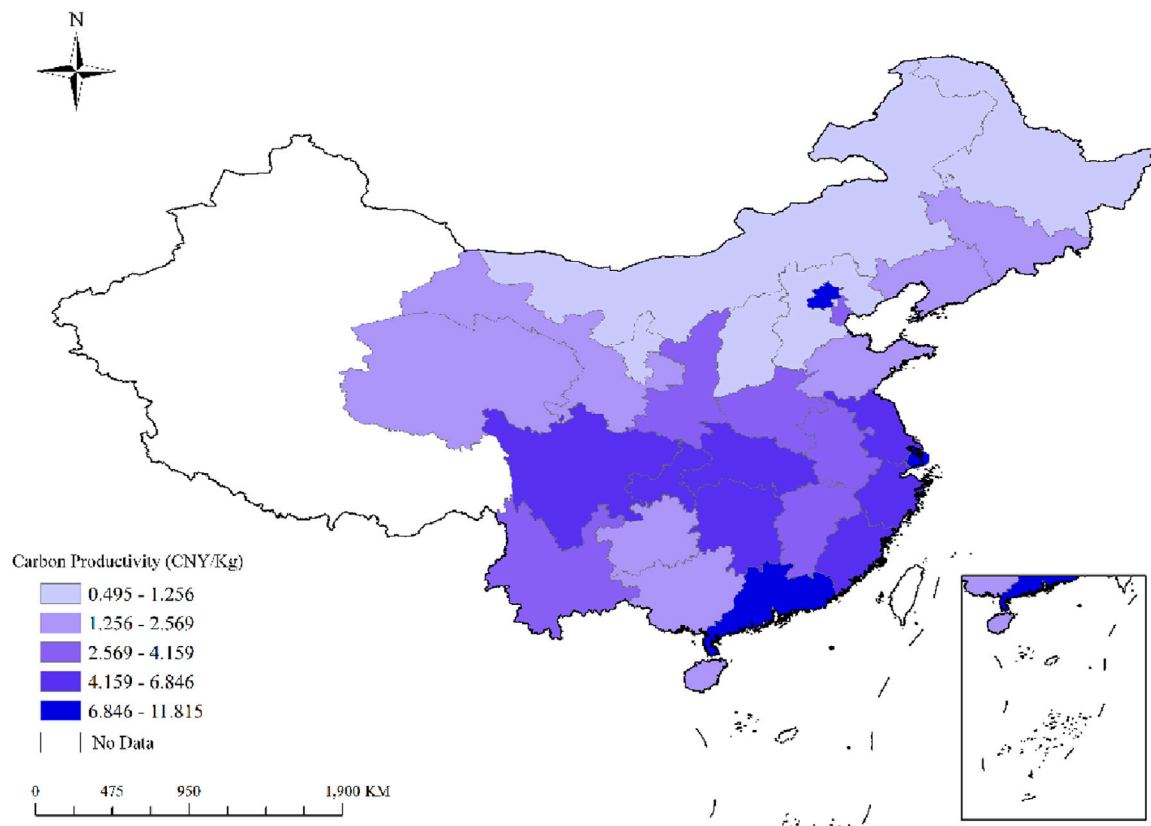 N
Carbon Productivity (CNY/Kg)
0.495 - 1.256
1.256 - 2.569
2.569 - 4.159
4.159 - 6.846
6.846 - 11.815
No Data
0 475 950 1,900 KM